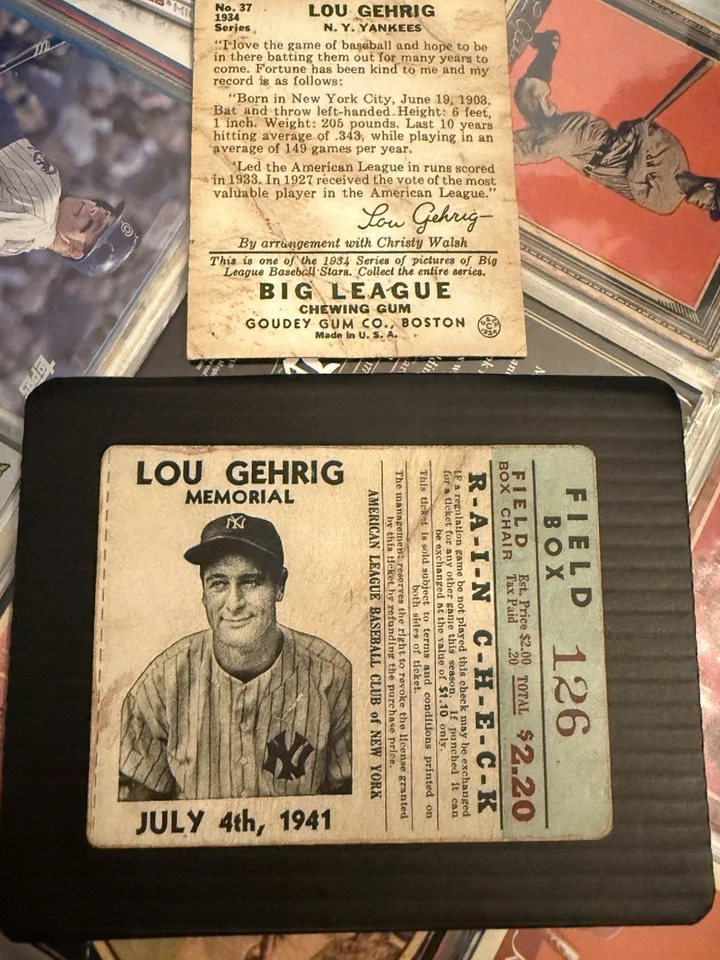 No. 37
1934
Series
LOU GEHRIG
N. Y. YANKEES
"I love the game of baseball and hope to be
in there batting them out for many years to
come. Fortune has been kind to me and my
record is as follows:
"Born in New York City, June 19, 1903.
Bat and throw left-handed. Height: 6 feet,
1 inch. Weight: 205 pounds. Last 10 years
hitting average of .343, while playing in an
average of 149 games per year.
"Led the American League in runs scored
in 1933. In 1927 received the vote of the most
valuable player in the American League."
Lou Gehrig
By arrangement with Christy Walsh
This is one of the 1934 Series of pictures of Big
League Baseball Stars. Collect the entire series.
BIG LEAGUE
CHEWING GUM
GOUDEY GUM CO., BOSTON
Made in U. S. A.
topps
LOU GEHRIG
MEMORIAL
NY
NY
JULY 4th, 1941
FIELD
BOX 126
FIELD
BOX CHAIR
Est. Price $2.00
Tax Paid .20
TOTAL $2.20
R-A-I-N C-H-E-C-K
If a regulation game be not played this check may be exchanged
for a ticket for any other game this season. If punched it can
be exchanged at the value of $1.10 only.
This ticket is sold subject to terms and conditions printed on
both sides of ticket.
The management reserves the right to revoke the license granted
by this ticket by refunding the purchase price.
AMERICAN LEAGUE BASEBALL CLUB of NEW YORK